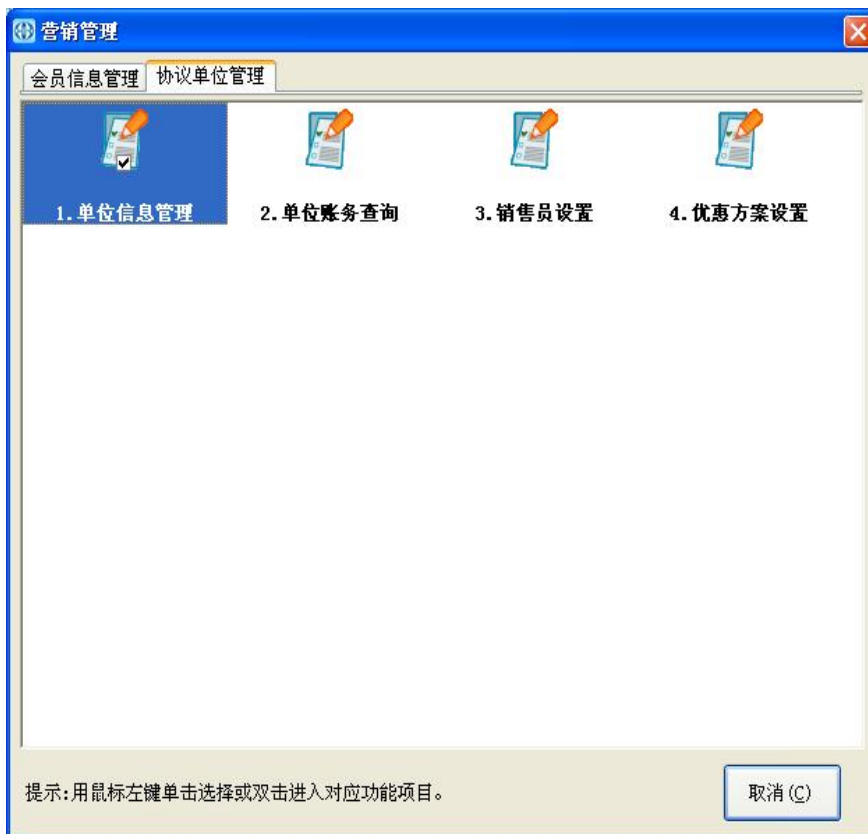 营销管理
会员信息管理 协议单位管理
1.单位信息管理 2.单位账务查询 3.销售员设置 4.优惠方案设置
提示:用鼠标左键单击选择或双击进入对应功能项目。 取消(C)